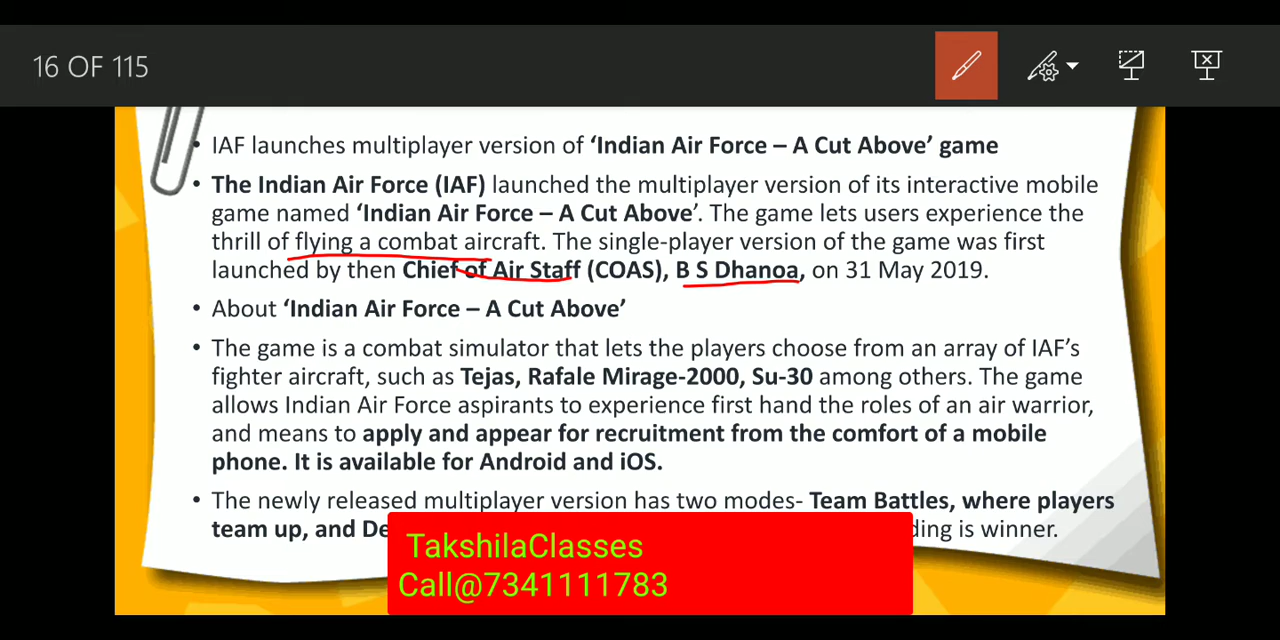 16 OF 115
• IAF launches multiplayer version of ‘Indian Air Force – A Cut Above’ game
• The Indian Air Force (IAF) launched the multiplayer version of its interactive mobile
game named ‘Indian Air Force – A Cut Above’. The game lets users experience the
thrill of flying a combat aircraft. The single-player version of the game was first
launched by then Chief of Air Staff (COAS), B S Dhanoa, on 31 May 2019.
• About ‘Indian Air Force – A Cut Above’
• The game is a combat simulator that lets the players choose from an array of IAF’s
fighter aircraft, such as Tejas, Rafale Mirage-2000, Su-30 among others. The game
allows Indian Air Force aspirants to experience first hand the roles of an air warrior,
and means to apply and appear for recruitment from the comfort of a mobile
phone. It is available for Android and iOS.
• The newly released multiplayer version has two modes- Team Battles, where players
team up, and is winner.
TakshilaClasses
Call@7341111783